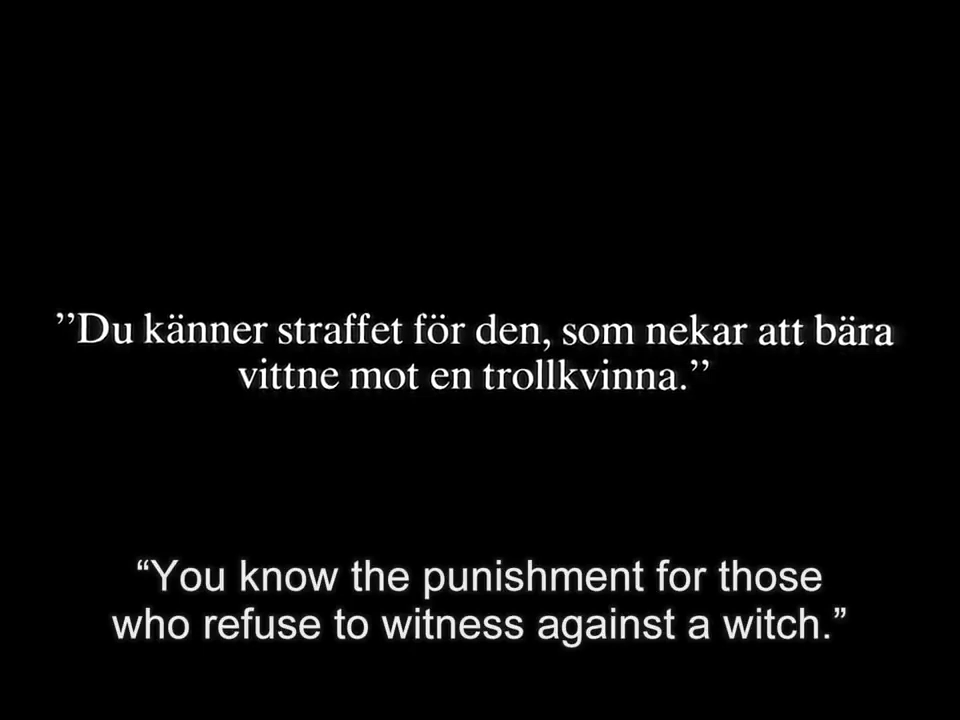 ”Du känner straffet för den, som nekar att bära
vittne mot en trollkvinna.”
“You know the punishment for those
who refuse to witness against a witch.”